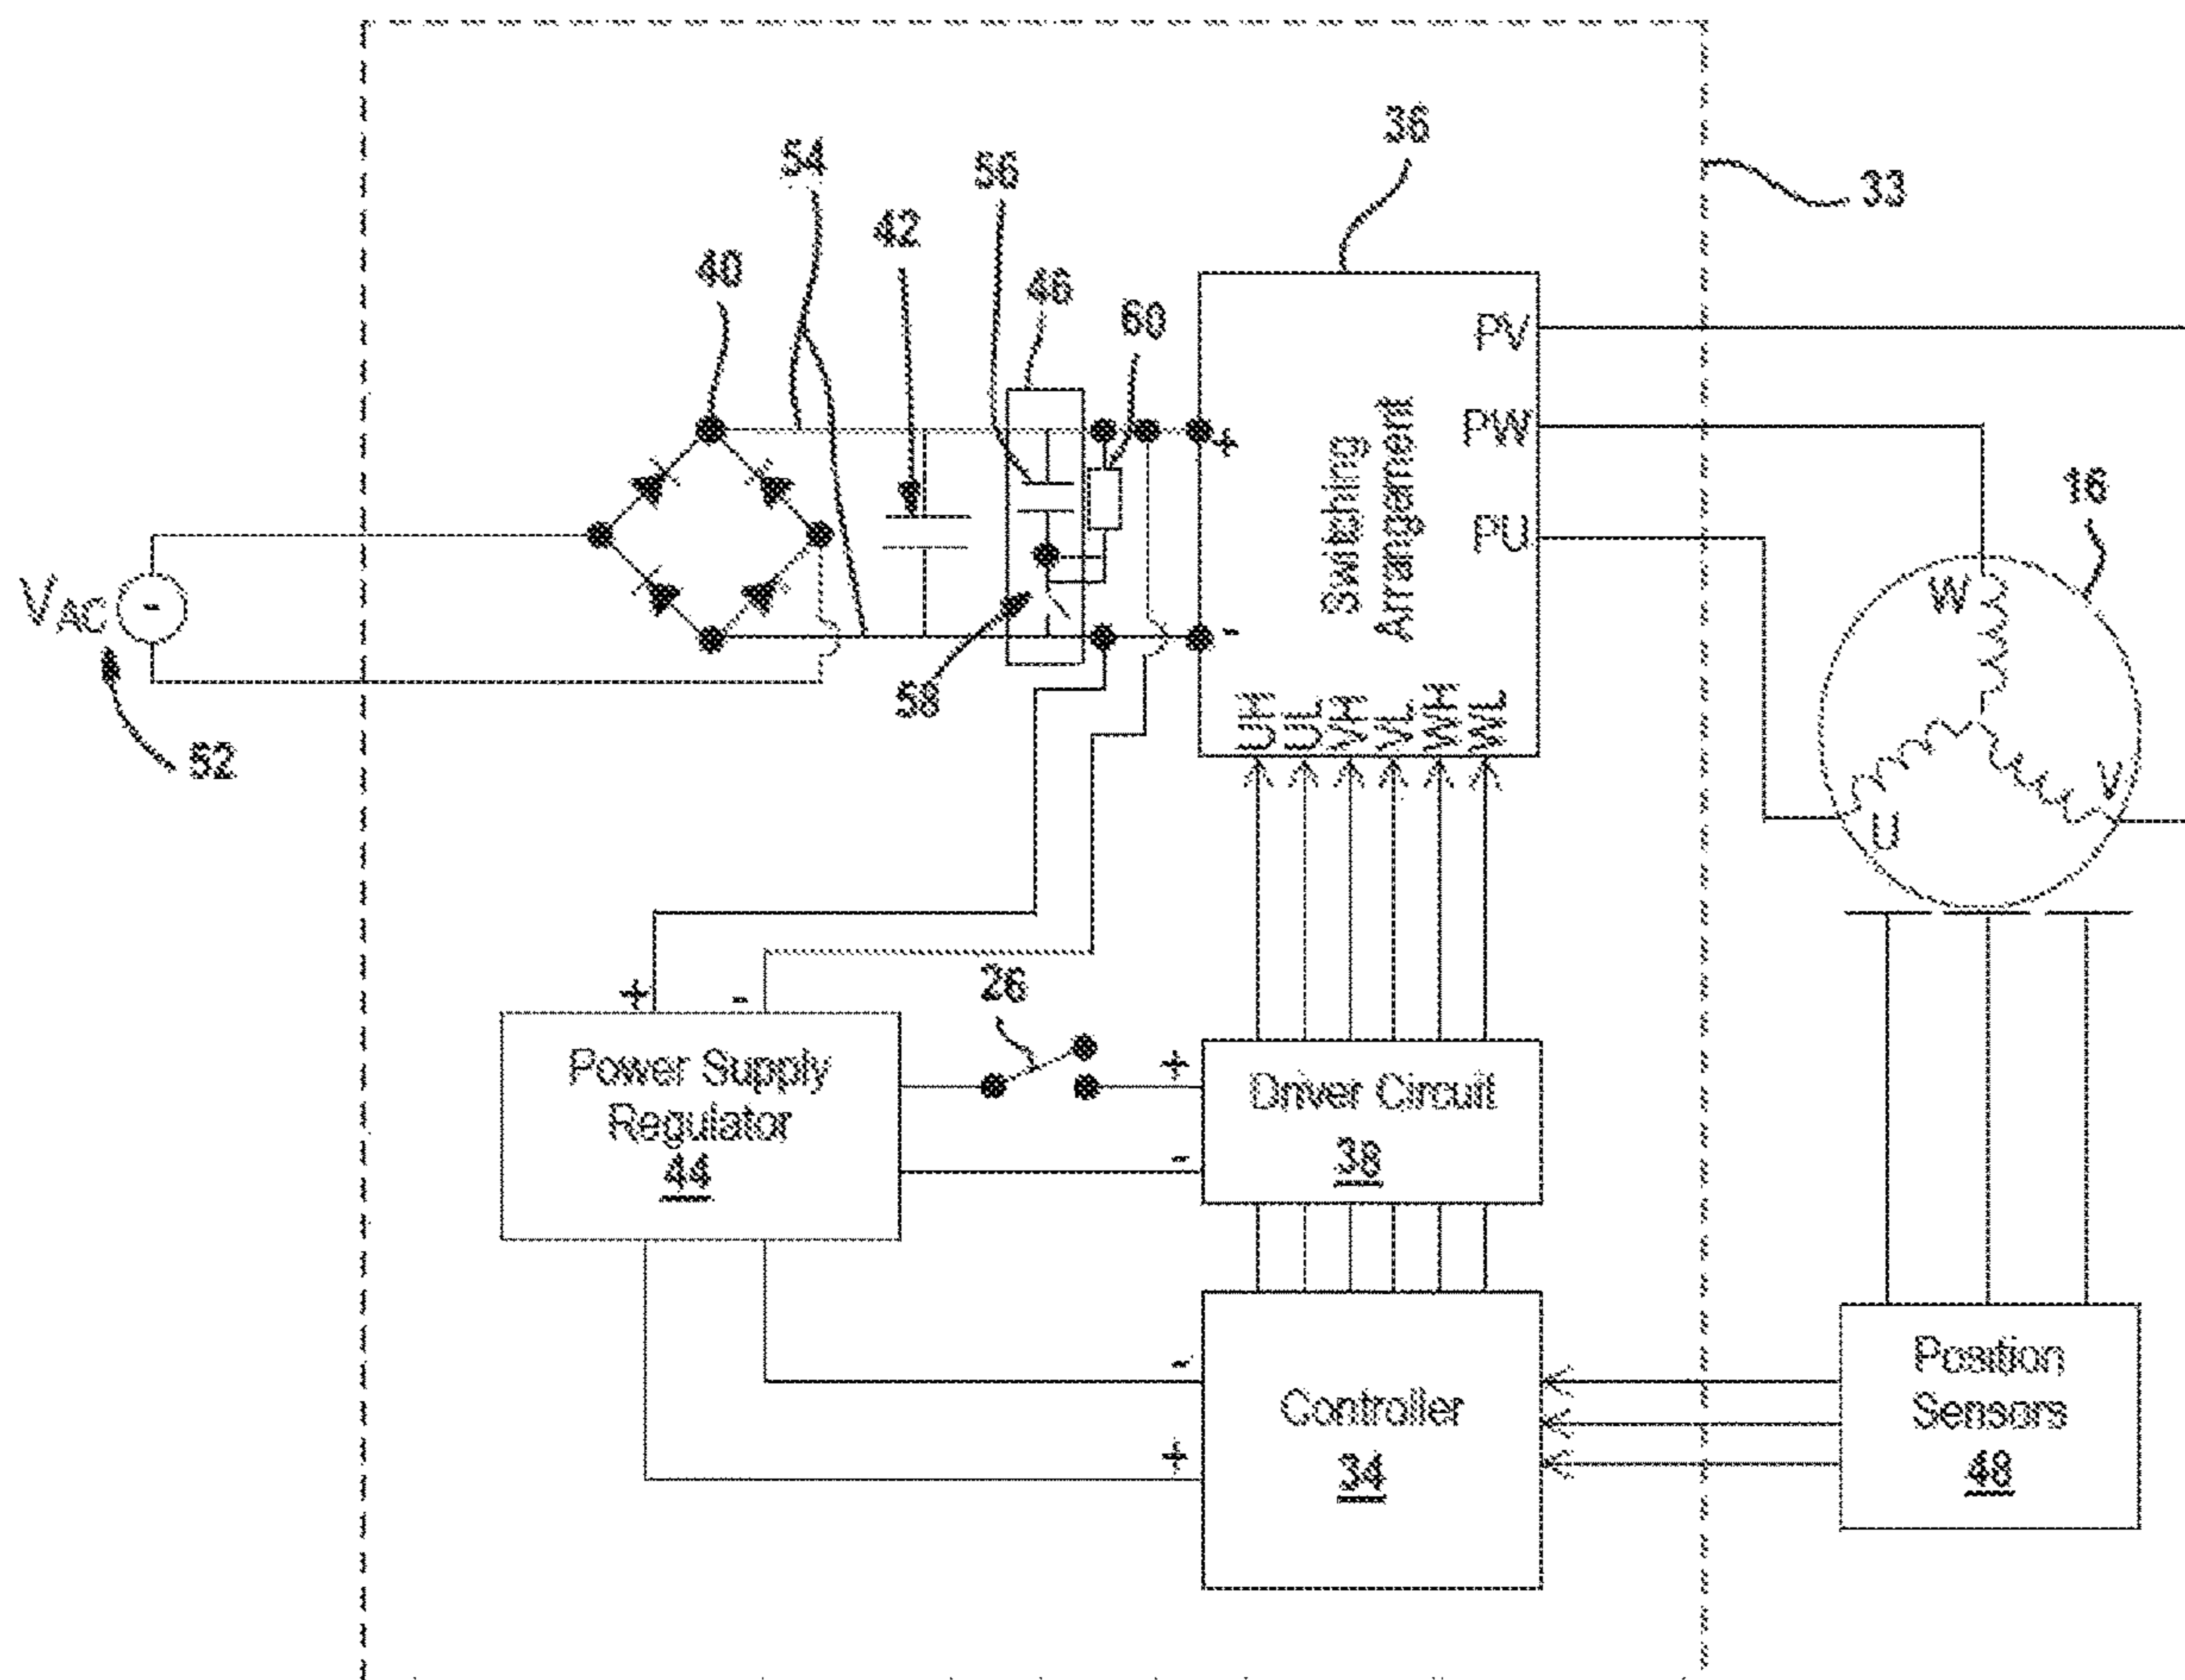 36
33
54
56
42
40
46
60
PV
PW
PU
Switching
Arrangement
+
-
16
W
U
V
VAC
-
52
58
UH
UL
VH
VL
WH
WL
26
+
-
Power Supply
Regulator
44
+
-
Driver Circuit
38
-
+
Controller
34
Position
Sensors
48